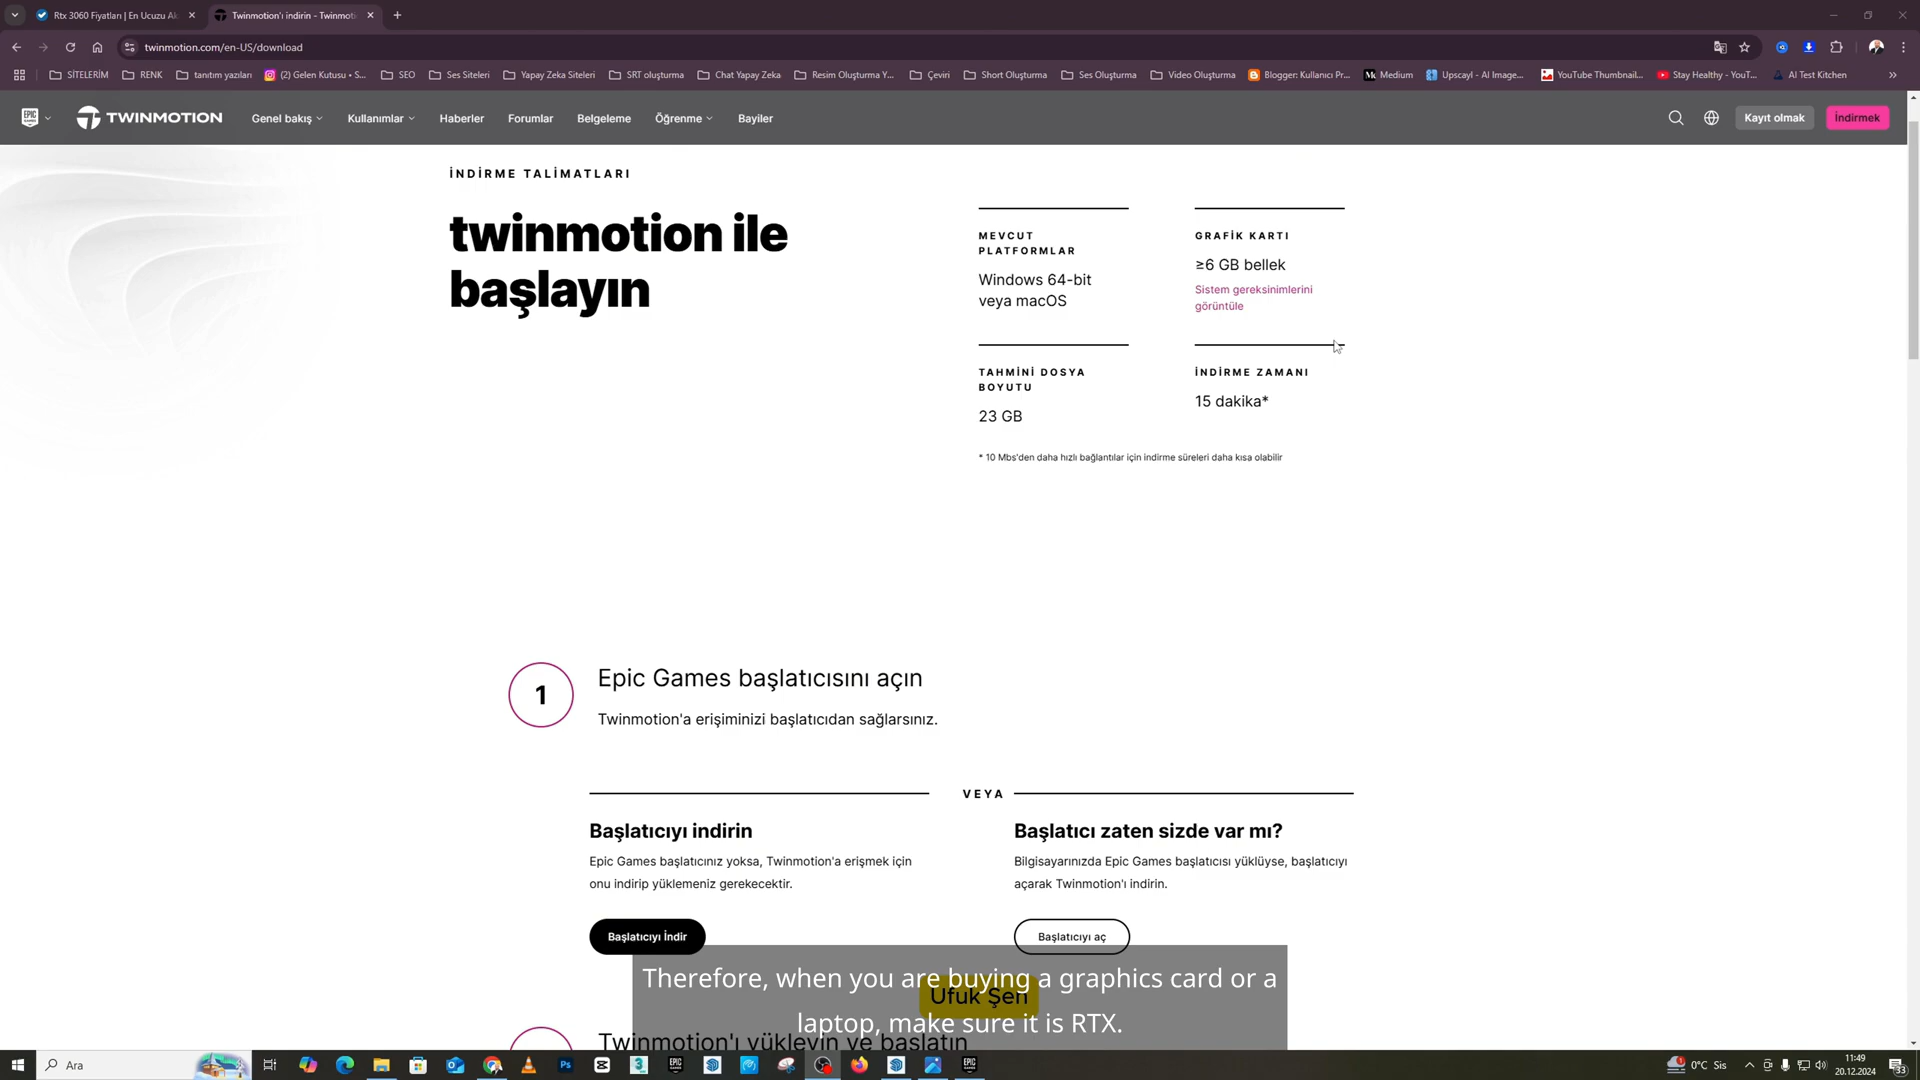 Rtx 3060 Fiyatları | En Ucuzu Ak
Twinmotion'ı indirin - Twinmoti
twinmotion.com/en-US/download
SİTELERİM
RENK
tanıtım yazıları
(2) Gelen Kutusu • S...
SEO
Ses Siteleri
Yapay Zeka Siteleri
SRT oluşturma
Chat Yapay Zeka
Resim Oluşturma Y...
Çeviri
Short Oluşturma
Ses Oluşturma
Video Oluşturma
Blogger: Kullanıcı Pr...
Medium
Upscayl - AI Image...
YouTube Thumbnail...
Stay Healthy - YouT...
AI Test Kitchen
TWINMOTION
Genel bakış
Kullanımlar
Haberler
Forumlar
Belgeleme
Öğrenme
Bayiler
Kayıt olmak
İndirmek
İNDİRME TALİMATLARI
twinmotion ile
başlayın
MEVCUT
PLATFORMLAR
Windows 64-bit
veya macOS
GRAFİK KARTI
≥6 GB bellek
Sistem gereksinimlerini
görüntüle
TAHMİNİ DOSYA
BOYUTU
23 GB
İNDİRME ZAMANI
15 dakika*
* 10 Mbs'den daha hızlı bağlantılar için indirme süreleri daha kısa olabilir
1
Epic Games başlatıcısını açın
Twinmotion'a erişiminizi başlatıcıdan sağlarsınız.
VEYA
Başlatıcıyı indirin
Epic Games başlatıcınız yoksa, Twinmotion'a erişmek için
onu indirip yüklemeniz gerekecektir.
Başlatıcıyı İndir
Başlatıcı zaten sizde var mı?
Bilgisayarınızda Epic Games başlatıcısı yüklüyse, başlatıcıyı
açarak Twinmotion'ı indirin.
Başlatıcıyı aç
Therefore, when you are buying a graphics card or a
laptop, make sure it is RTX.
Ufuk Şen
Twinmotion'ı yükleyin ve başlatın
Ara
0°C Sis
11:49
20.12.2024
33